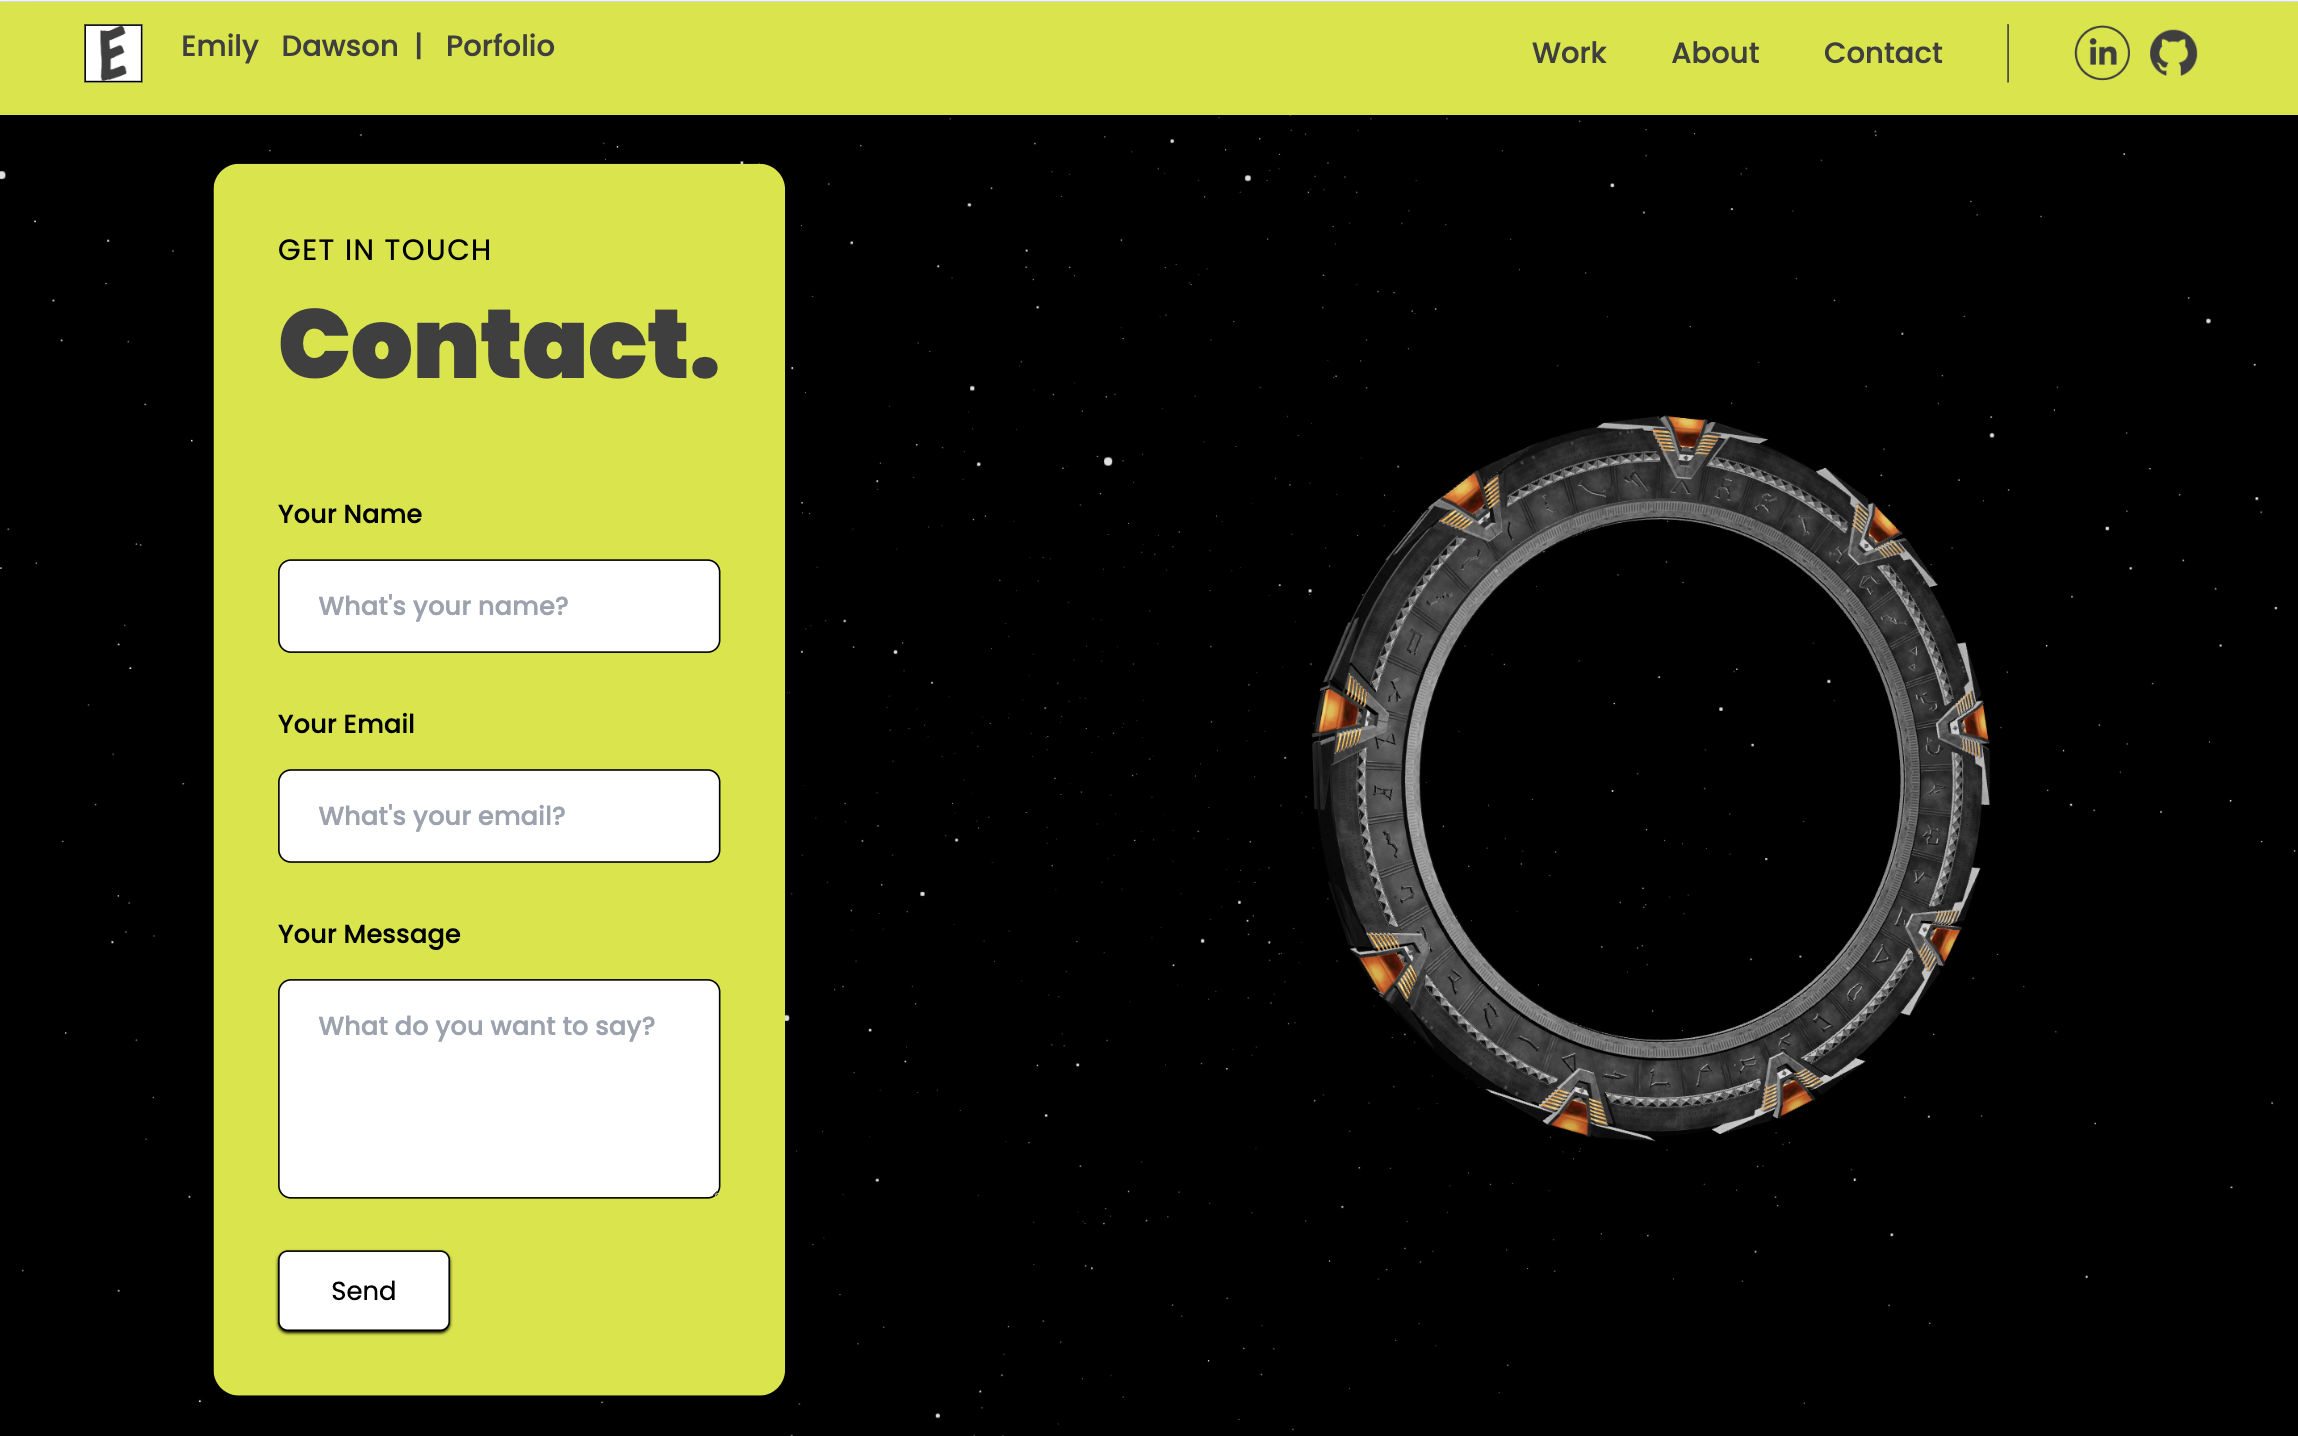 E Emily Dawson | Porfolio
Work About Contact in
GET IN TOUCH
Contact.
Your Name
What's your name?
Your Email
What's your email?
Your Message
What do you want to say?
Send